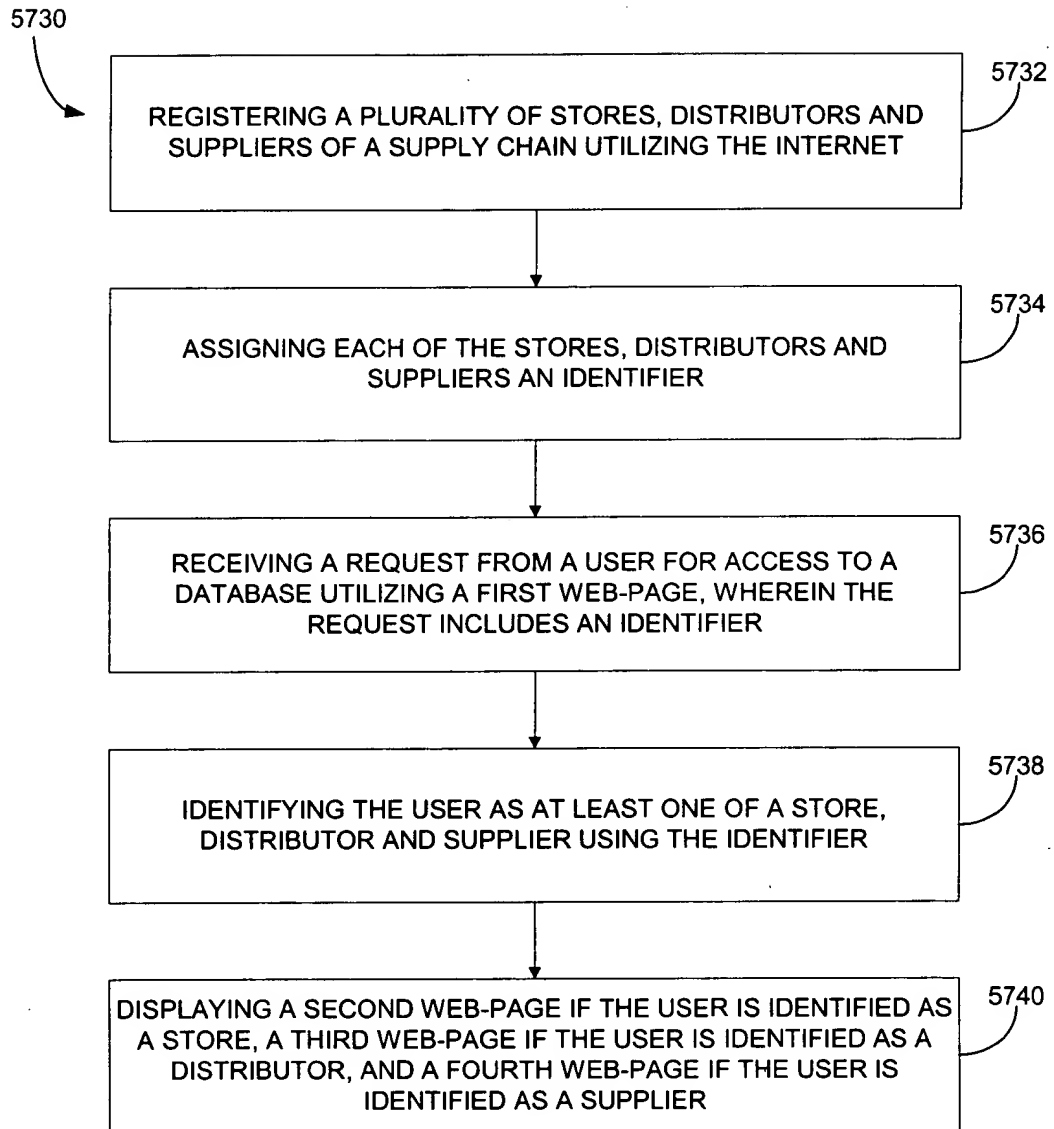 5730
5732
REGISTERING A PLURALITY OF STORES, DISTRIBUTORS AND
SUPPLIERS OF A SUPPLY CHAIN UTILIZING THE INTERNET
5734
ASSIGNING EACH OF THE STORES, DISTRIBUTORS AND
SUPPLIERS AN IDENTIFIER
5736
RECEIVING A REQUEST FROM A USER FOR ACCESS TO A
DATABASE UTILIZING A FIRST WEB-PAGE, WHEREIN THE
REQUEST INCLUDES AN IDENTIFIER
5738
IDENTIFYING THE USER AS AT LEAST ONE OF A STORE,
DISTRIBUTOR AND SUPPLIER USING THE IDENTIFIER
5740
DISPLAYING A SECOND WEB-PAGE IF THE USER IS IDENTIFIED AS
A STORE, A THIRD WEB-PAGE IF THE USER IS IDENTIFIED AS A
DISTRIBUTOR, AND A FOURTH WEB-PAGE IF THE USER IS
IDENTIFIED AS A SUPPLIER